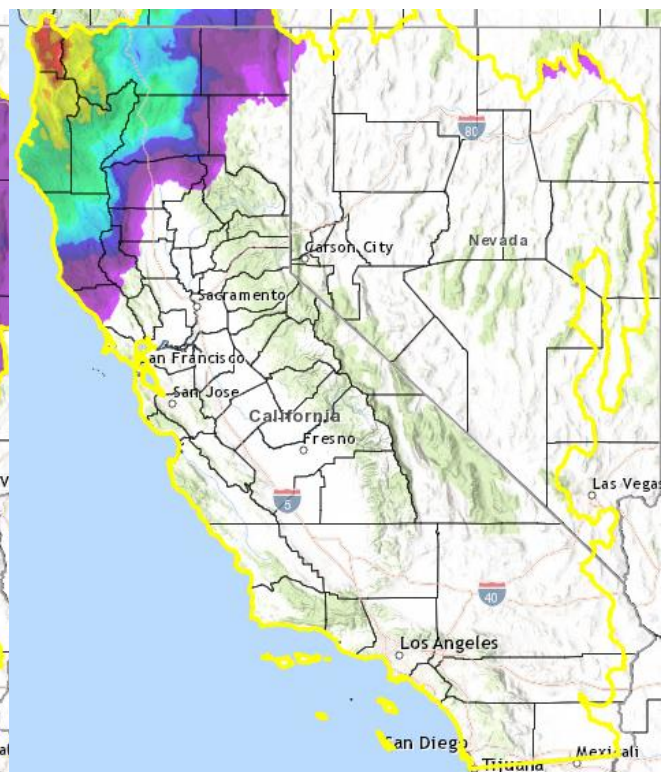 80
Carson City
Nevada
Sacramento
San Francisco
San Jose
California
Fresno
5
Las Vegas
40
Los Angeles
San Diego
Tijuana
Mexicali